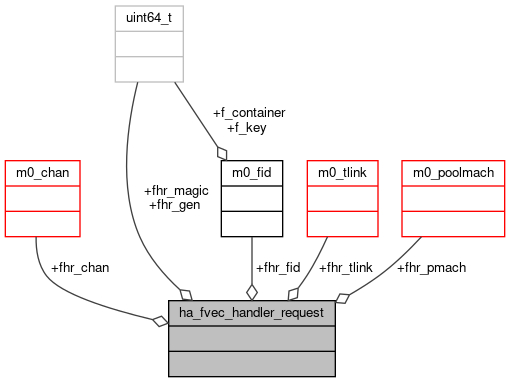 uint64_t
+f_container
+f_key
m0_chan
m0_fid
m0_tlink
m0_poolmach
+fhr_magic
+fhr_gen
+fhr_chan
+fhr_fid
+fhr_tlink
+fhr_pmach
ha_fvec_handler_request